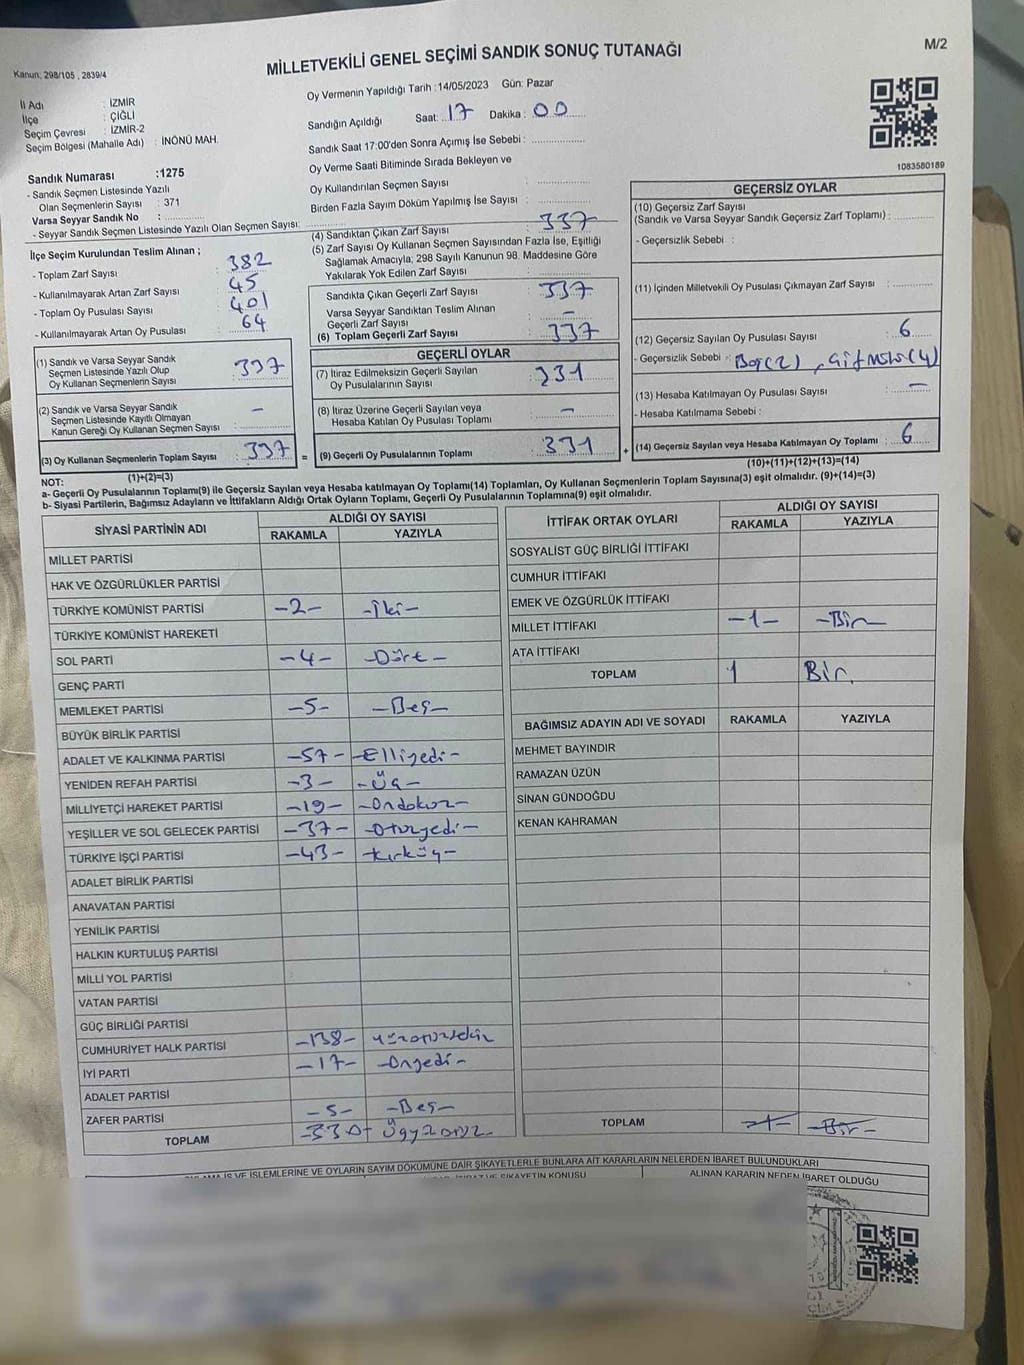 M/2
MİLLETVEKİLİ GENEL SEÇİMİ SANDIK SONUÇ TUTANAĞI
Kanun: 298/105 , 2839/4
İl Adı : İZMİR
İlçe : ÇİĞLİ
Seçim Çevresi : İZMİR-2
Seçim Bölgesi (Mahalle Adı) : İNÖNÜ MAH.
Sandık Numarası :1275
- Sandık Seçmen Listesinde Yazılı
Olan Seçmenlerin Sayısı : 371
Varsa Seyyar Sandık No :
- Seyyar Sandık Seçmen Listesinde Yazılı Olan Seçmen Sayısı:
Oy Vermenin Yapıldığı Tarih :14/05/2023 Gün: Pazar
Sandığın Açıldığı Saat: 17 Dakika : 00
Sandık Saat 17:00'den Sonra Açımış İse Sebebi :
Oy Verme Saati Bitiminde Sırada Bekleyen ve
Oy Kullandırılan Seçmen Sayısı :
Birden Fazla Sayım Döküm Yapılmış İse Sayısı :
1083580189
İlçe Seçim Kurulundan Teslim Alınan ;
- Toplam Zarf Sayısı : 382
- Kullanılmayarak Artan Zarf Sayısı : 45
- Toplam Oy Pusulası Sayısı : 401
- Kullanılmayarak Artan Oy Pusulası : 64
(1) Sandık ve Varsa Seyyar Sandık
Seçmen Listesinde Yazılı Olup
Oy Kullanan Seçmenlerin Sayısı : 337
(2) Sandık ve Varsa Seyyar Sandık
Seçmen Listesinde Kayıtlı Olmayan
Kanun Gereği Oy Kullanan Seçmen Sayısı : –
(3) Oy Kullanan Seçmenlerin Toplam Sayısı : 337
(1)+(2)=(3)
(4) Sandıktan Çıkan Zarf Sayısı : 337
(5) Zarf Sayısı Oy Kullanan Seçmen Sayısından Fazla İse, Eşitliği
Sağlamak Amacıyla; 298 Sayılı Kanunun 98. Maddesine Göre
Yakılarak Yok Edilen Zarf Sayısı :
Sandıkta Çıkan Geçerli Zarf Sayısı : 337
Varsa Seyyar Sandıktan Teslim Alınan
Geçerli Zarf Sayısı : –
(6) Toplam Geçerli Zarf Sayısı : 337
GEÇERLİ OYLAR
(7) İtiraz Edilmeksizin Geçerli Sayılan
Oy Pusulalarının Sayısı : 331
(8) İtiraz Üzerine Geçerli Sayılan veya
Hesaba Katılan Oy Pusulası Toplamı : –
= (9) Geçerli Oy Pusulalarının Toplamı : 331 +
GEÇERSİZ OYLAR
(10) Geçersiz Zarf Sayısı
(Sandık ve Varsa Seyyar Sandık Geçersiz Zarf Toplamı) :
- Geçersizlik Sebebi :
(11) İçinden Milletvekili Oy Pusulası Çıkmayan Zarf Sayısı :
(12) Geçersiz Sayılan Oy Pusulası Sayısı : 6
- Geçersizlik Sebebi : Boş(2) , (4)
(13) Hesaba Katılmayan Oy Pusulası Sayısı : –
- Hesaba Katılmama Sebebi :
(14) Geçersiz Sayılan veya Hesaba Katılmayan Oy Toplamı : 6
(10)+(11)+(12)+(13)=(14)
NOT:
a- Geçerli Oy Pusulalarının Toplamı(9) ile Geçersiz Sayılan veya Hesaba katılmayan Oy Toplamı(14) Toplamları, Oy Kullanan Seçmenlerin Toplam Sayısına(3) eşit olmalıdır. (9)+(14)=(3)
b- Siyasi Partilerin, Bağımsız Adayların ve İttifakların Aldığı Ortak Oyların Toplamı, Geçerli Oy Pusulalarının Toplamına(9) eşit olmalıdır.
SİYASİ PARTİNİN ADI ALDIĞI OY SAYISI
RAKAMLA YAZIYLA
MİLLET PARTİSİ
HAK VE ÖZGÜRLÜKLER PARTİSİ
TÜRKİYE KOMÜNİST PARTİSİ -2- -İki-
TÜRKİYE KOMÜNİST HAREKETİ
SOL PARTİ -4- -Dört-
GENÇ PARTİ
MEMLEKET PARTİSİ -5- -Beş-
BÜYÜK BİRLİK PARTİSİ
ADALET VE KALKINMA PARTİSİ -57- -Elliyedi-
YENİDEN REFAH PARTİSİ -3- -Üç-
MİLLİYETÇİ HAREKET PARTİSİ -19- -Ondokuz-
YEŞİLLER VE SOL GELECEK PARTİSİ -37- -Otuzyedi-
TÜRKİYE İŞÇİ PARTİSİ -43- -Kırküç-
ADALET BİRLİK PARTİSİ
ANAVATAN PARTİSİ
YENİLİK PARTİSİ
HALKIN KURTULUŞ PARTİSİ
MİLLİ YOL PARTİSİ
VATAN PARTİSİ
GÜÇ BİRLİĞİ PARTİSİ
CUMHURİYET HALK PARTİSİ -138- yüzotuzsekiz
İYİ PARTİ -17- -Onyedi-
ADALET PARTİSİ
ZAFER PARTİSİ -5- -Beş-
TOPLAM -330+ Üçyüzotuz-
İTTİFAK ORTAK OYLARI ALDIĞI OY SAYISI
RAKAMLA YAZIYLA
SOSYALİST GÜÇ BİRLİĞİ İTTİFAKI
CUMHUR İTTİFAKI
EMEK VE ÖZGÜRLÜK İTTİFAKI
MİLLET İTTİFAKI -1- -Bir-
ATA İTTİFAKI
TOPLAM 1 Bir.
BAĞIMSIZ ADAYIN ADI VE SOYADI RAKAMLA YAZIYLA
MEHMET BAYINDIR
RAMAZAN ÜZÜN
SİNAN GÜNDOĞDU
KENAN KAHRAMAN
TOPLAM -1- -Bir-
İŞ VE İŞLEMLERİNE VE OYLARIN SAYIM DÖKÜMÜNE DAİR ŞİKAYETLERLE BUNLARA AİT KARARLARIN NELERDEN İBARET BULUNDUKLARI
ŞİKAYETİN KONUSU ALINAN KARARIN NEDEN İBARET OLDUĞU